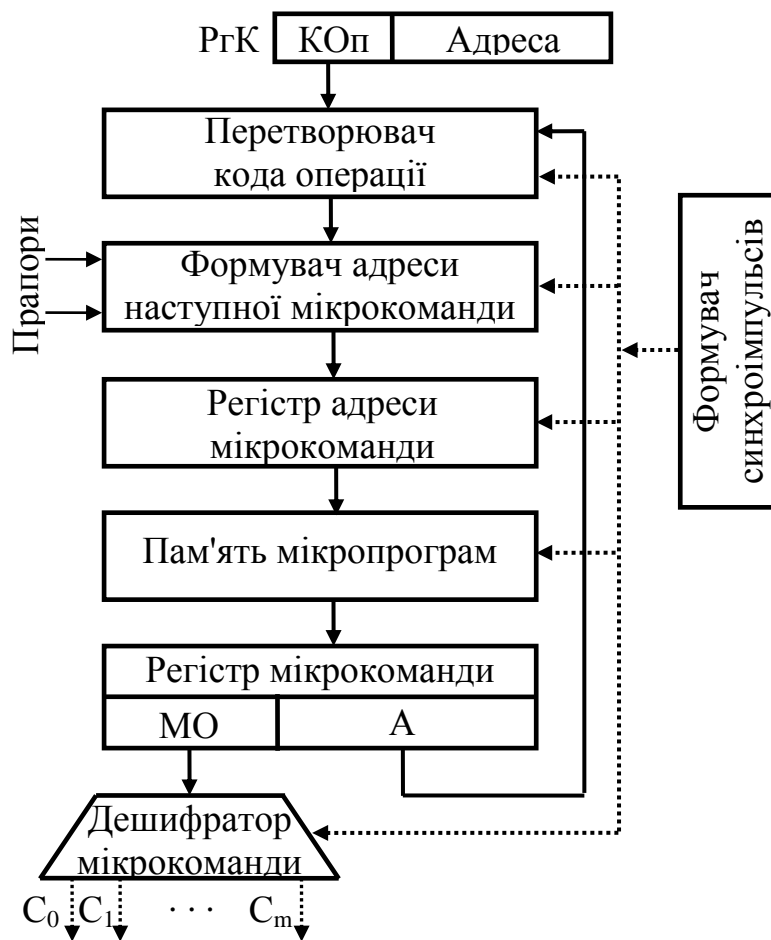 РгК КОп Адреса
Перетворювач
кода операції
Прапори
Формувач адреси
наступної мікрокоманди
Формувач
синхроімпульсів
Регістр адреси
мікрокоманди
Пам'ять мікропрограм
Регістр мікрокоманди
МО А
Дешифратор
мікрокоманди
C0 C1 · · · Cm